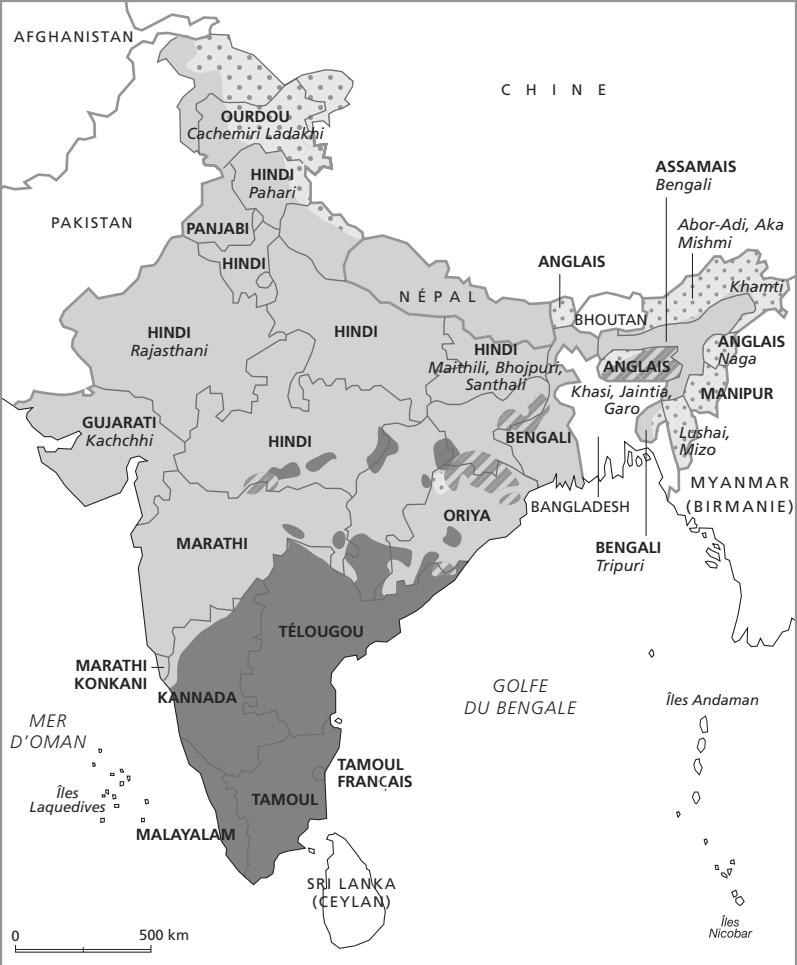 AFGHANISTAN
C H I N E
OURDOU
Cachemiri Ladakhi
HINDI
Pahari
ASSAMAIS
Bengali
PAKISTAN
PANJABI
Abor-Adi, Aka
Mishmi
HINDI
ANGLAIS
Khamti
NÉPAL
BHOUTAN
HINDI
Rajasthani
HINDI
HINDI
Maithili, Bhojpuri,
Santhali
ANGLAIS
Naga
ANGLAIS
Khasi, Jaintia,
Garo
MANIPUR
GUJARATI
Kachchhi
HINDI
BENGALI
Lushai,
Mizo
MYANMAR
(BIRMANIE)
BANGLADESH
ORIYA
MARATHI
BENGALI
Tripuri
TÉLOUGOU
MARATHI
KONKANI
KANNADA
GOLFE
DU BENGALE
Îles Andaman
MER
D’OMAN
TAMOUL
FRANÇAIS
Îles
Laquedives
TAMOUL
MALAYALAM
SRI LANKA
(CEYLAN)
Îles
Nicobar
0 500 km